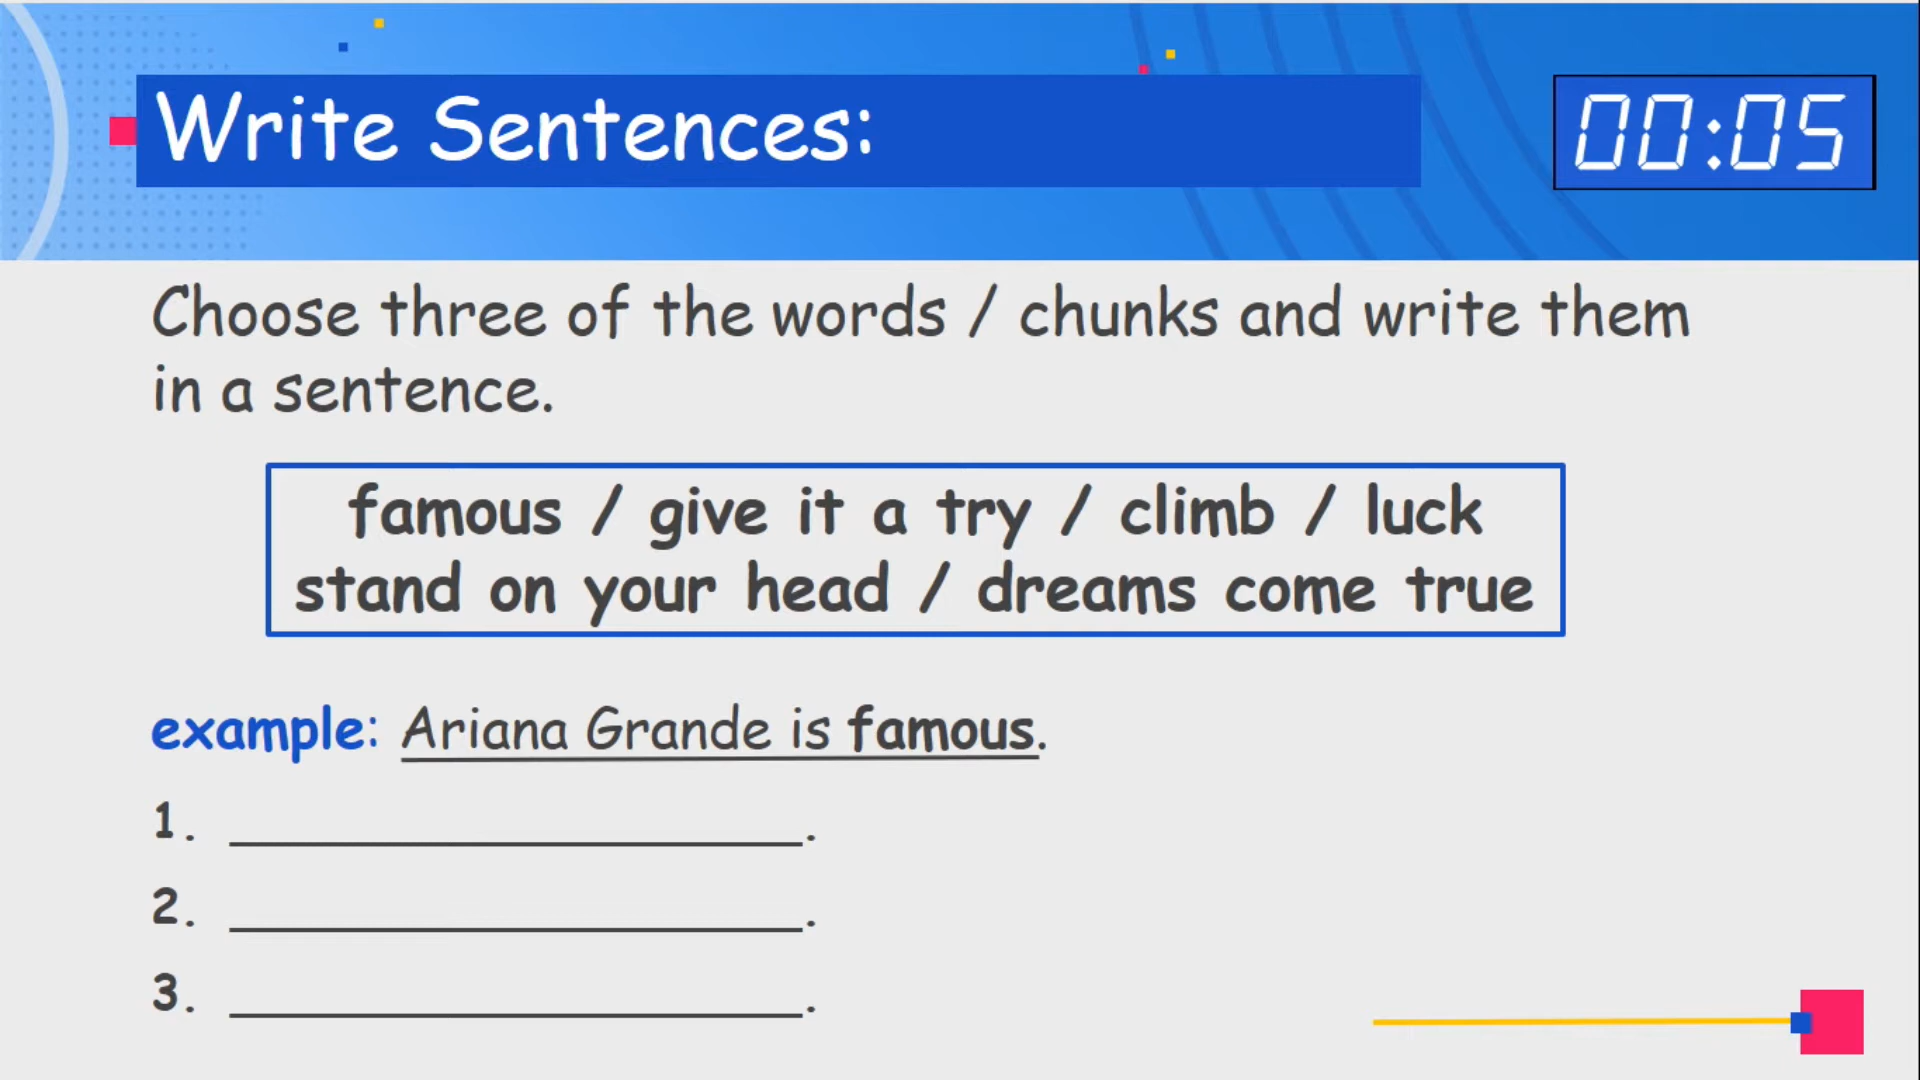 Write Sentences:
00:05
Choose three of the words / chunks and write them
in a sentence.
famous / give it a try / climb / luck
stand on your head / dreams come true
example: Ariana Grande is famous.
1. ____________________.
2. ____________________.
3. ____________________.